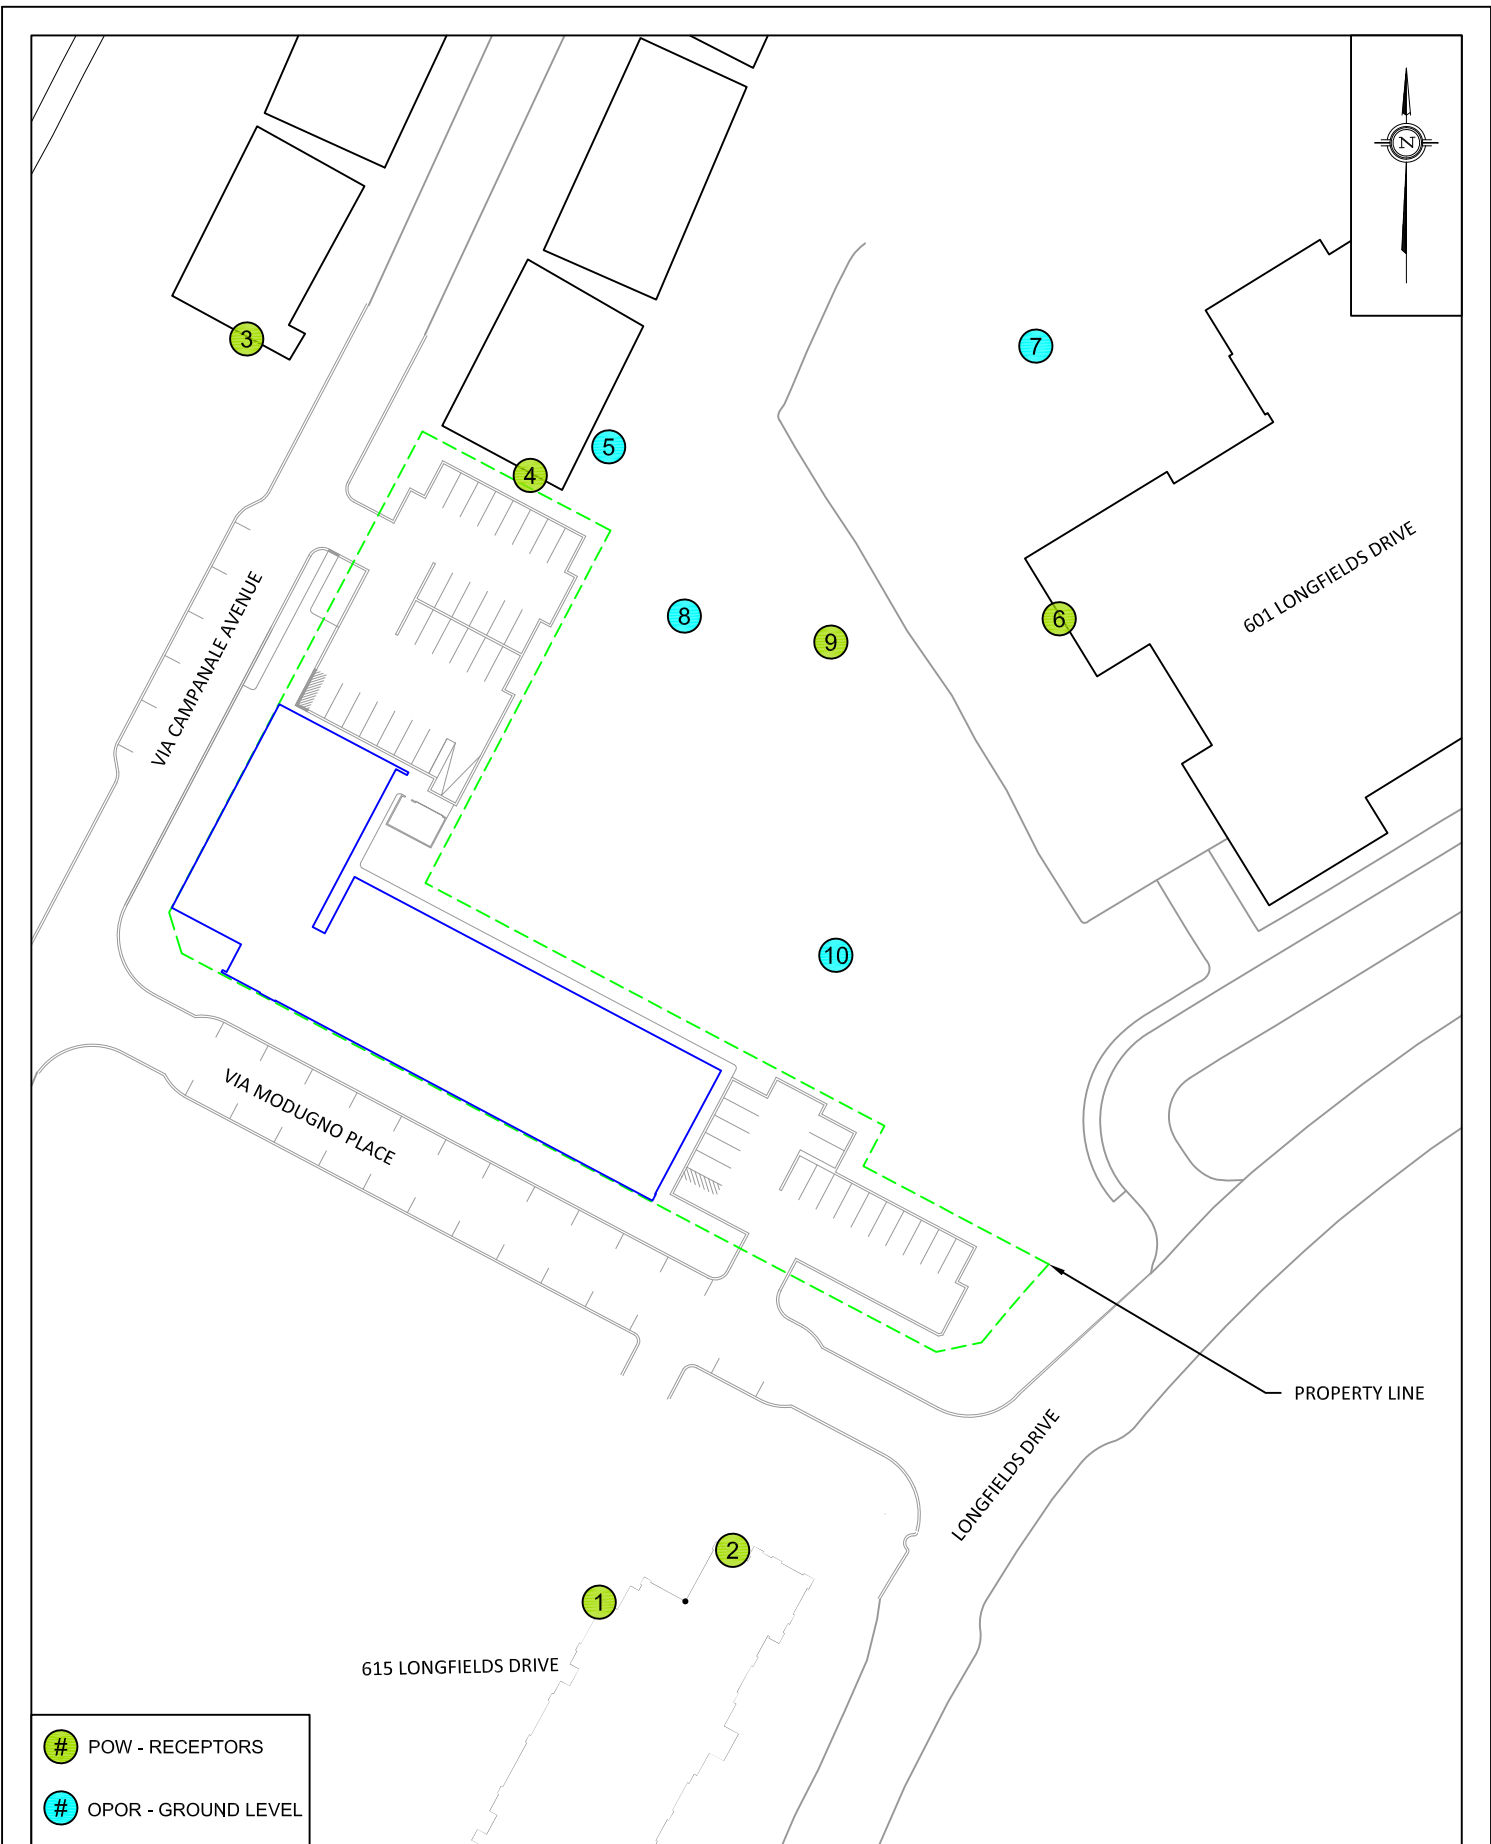 N
3
7
5
4
601 LONGFIELDS DRIVE
8
6
9
VIA CAMPANALE AVENUE
10
VIA MODUGNO PLACE
PROPERTY LINE
LONGFIELDS DRIVE
2
1
615 LONGFIELDS DRIVE
# POW - RECEPTORS
# OPOR - GROUND LEVEL